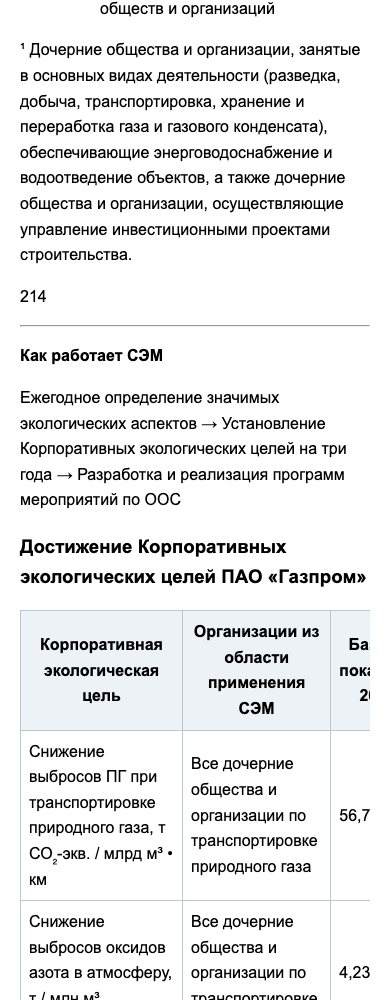 обществ и организаций
¹ Дочерние общества и организации, занятые
в основных видах деятельности (разведка,
добыча, транспортировка, хранение и
переработка газа и газового конденсата),
обеспечивающие энерговодоснабжение и
водоотведение объектов, а также дочерние
общества и организации, осуществляющие
управление инвестиционными проектами
строительства.
214
Как работает СЭМ
Ежегодное определение значимых
экологических аспектов → Установление
Корпоративных экологических целей на три
года → Разработка и реализация программ
мероприятий по ООС
Достижение Корпоративных
экологических целей ПАО «Газпром»
Корпоративная
экологическая
цель
Организации из
области
применения
СЭМ
Снижение
выбросов ПГ при
транспортировке
природного газа, т
CO₂-экв. / млрд м³ •
км
Все дочерние
общества и
организации по
транспортировке
природного газа
56,7
Снижение
выбросов оксидов
азота в атмосферу,
т / млн м³
Все дочерние
общества и
организации по
транспортировке
4,23